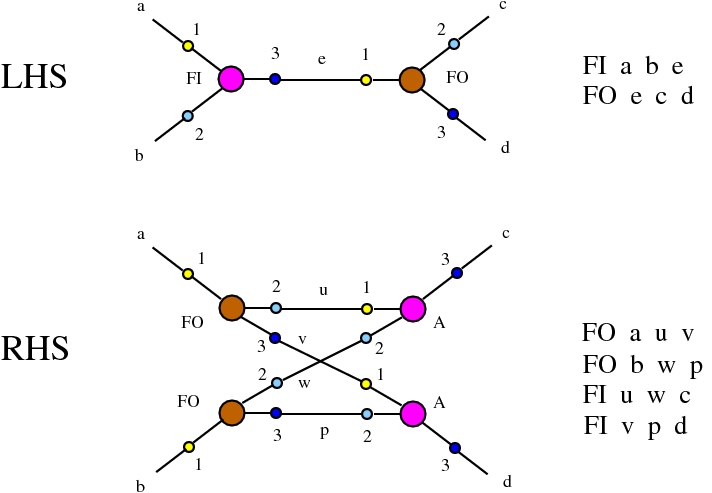 a
c
1
2
3
e
1
LHS
FI
FO
FI a b e
FO e c d
2
3
b
d
a
c
1
3
2
u
1
FO
A
FO a u v
3
v
2
RHS
FO b w p
2
w
1
FO
A
FI u w c
3
p
2
FI v p d
1
3
b
d